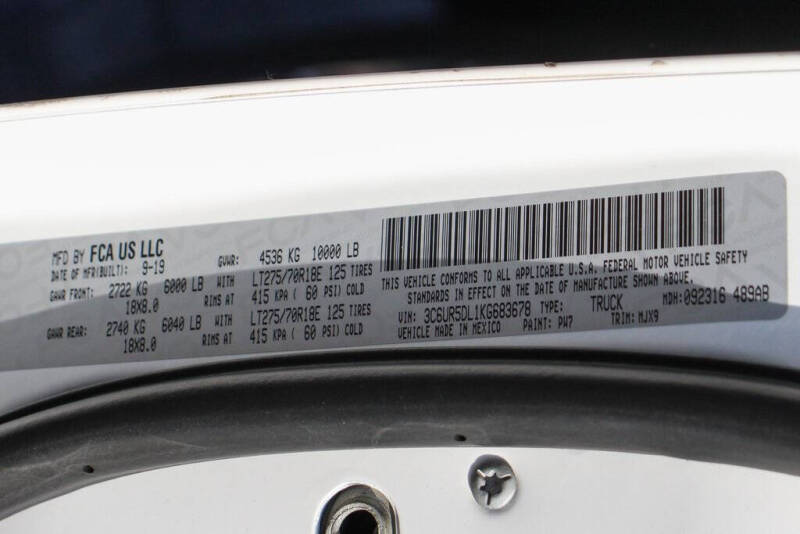 MFD BY FCA US LLC
DATE OF MFR(BUILT): 9-19 GVWR: 4536 KG 10000 LB
GAWR FRONT: 2722 KG 6000 LB WITH LT275/70R18E 125 TIRES
18X8.0 RIMS AT 415 KPA ( 60 PSI) COLD
GAWR REAR: 2740 KG 6040 LB WITH LT275/70R18E 125 TIRES
18X8.0 RIMS AT 415 KPA ( 60 PSI) COLD
THIS VEHICLE CONFORMS TO ALL APPLICABLE U.S.A. FEDERAL MOTOR VEHICLE SAFETY
STANDARDS IN EFFECT ON THE DATE OF MANUFACTURE SHOWN ABOVE.
VIN: 3C6UR5DL1KG683678 TYPE: TRUCK MDH: 092316 489AB
VEHICLE MADE IN MEXICO PAINT: PW7 TRIM: MJX9